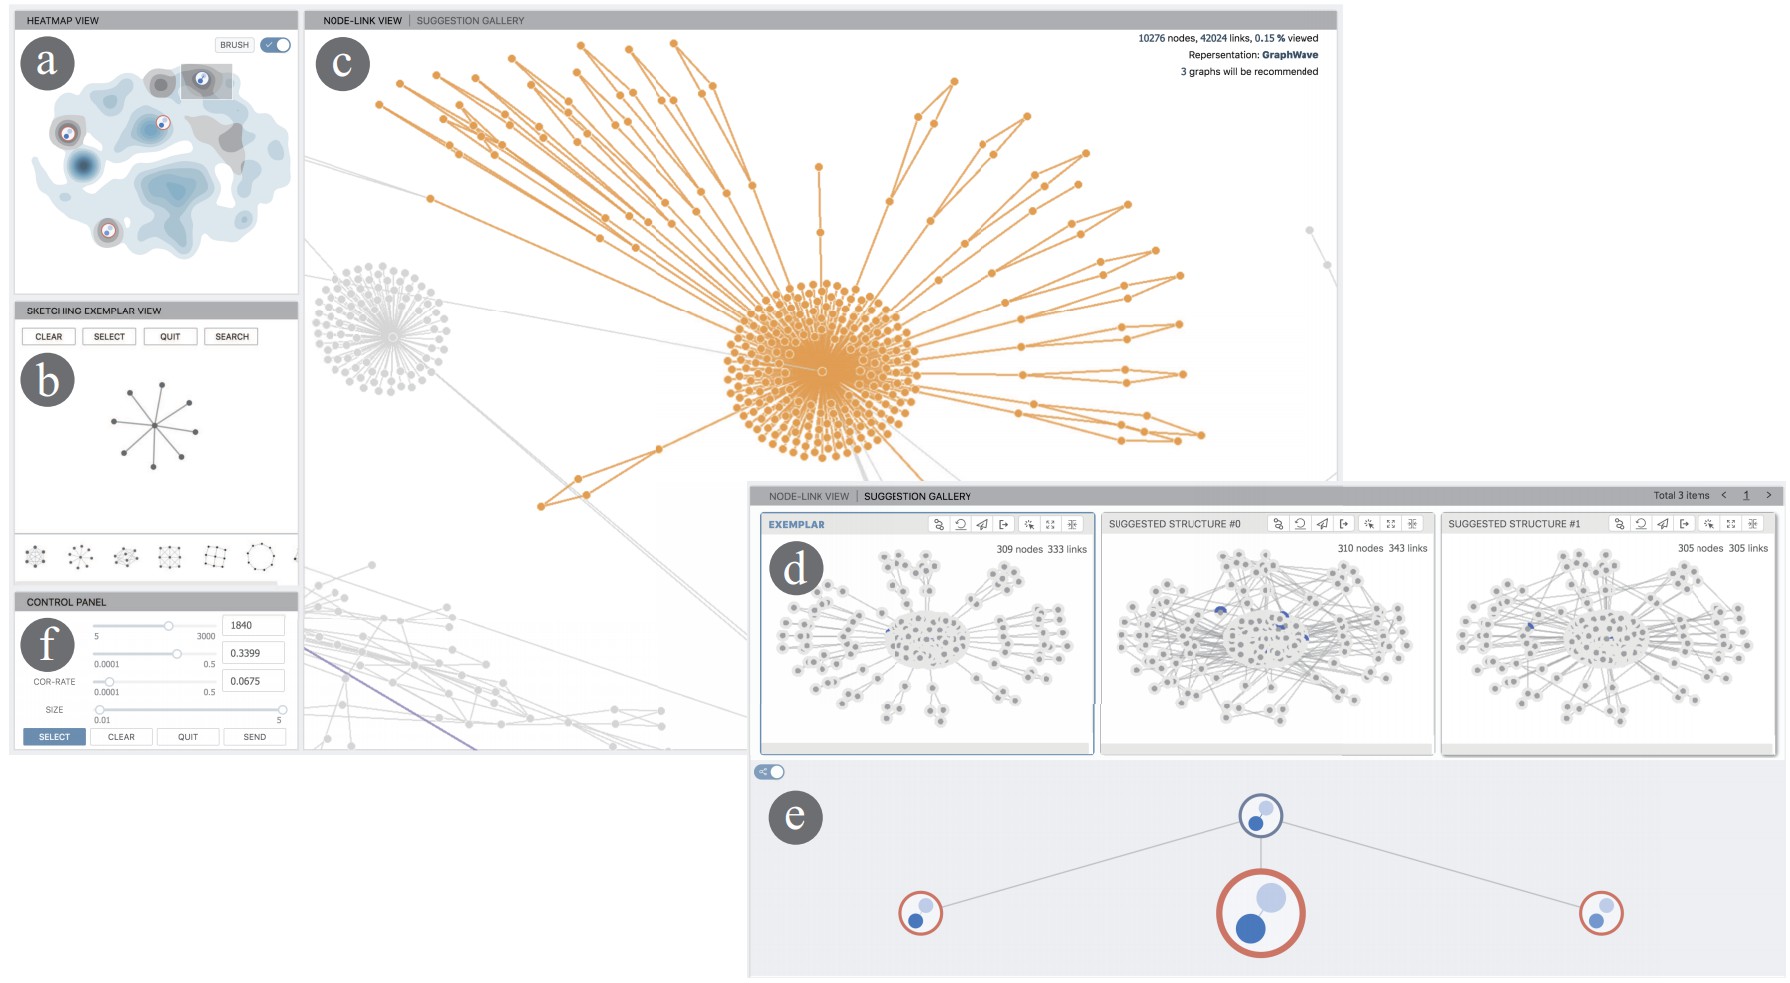 HEATMAP VIEW
BRUSH
a
SKETCHING EXEMPLAR VIEW
CLEAR SELECT QUIT SEARCH
b
CONTROL PANEL
f
5 3000 1840
0.0001 0.5 0.3399
COR-RATE 0.0675
0.0001 0.5
SIZE
0.01 5
SELECT CLEAR QUIT SEND
NODE-LINK VIEW | SUGGESTION GALLERY
c
10276 nodes, 42024 links, 0.15 % viewed
Repersentation: GraphWave
3 graphs will be recommended
NODE-LINK VIEW | SUGGESTION GALLERY
Total 3 items < 1 >
EXEMPLAR
309 nodes 333 links
d
SUGGESTED STRUCTURE #0
310 nodes 343 links
SUGGESTED STRUCTURE #1
305 nodes 305 links
e